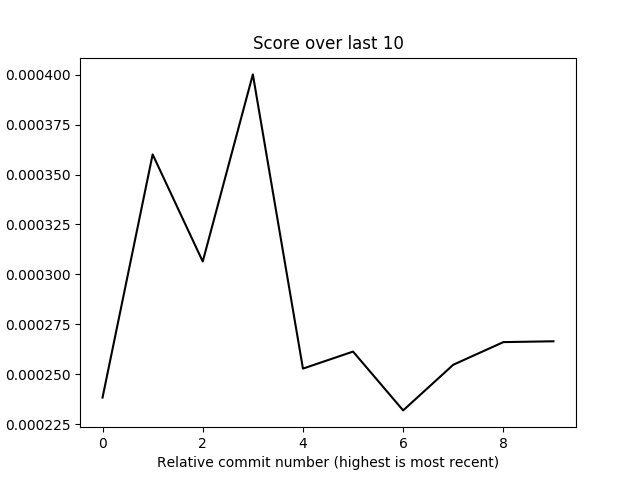 Score over last 10
0.000400
0.000375
0.000350
0.000325
0.000300
0.000275
0.000250
0.000225
0 2 4 6 8
Relative commit number (highest is most recent)